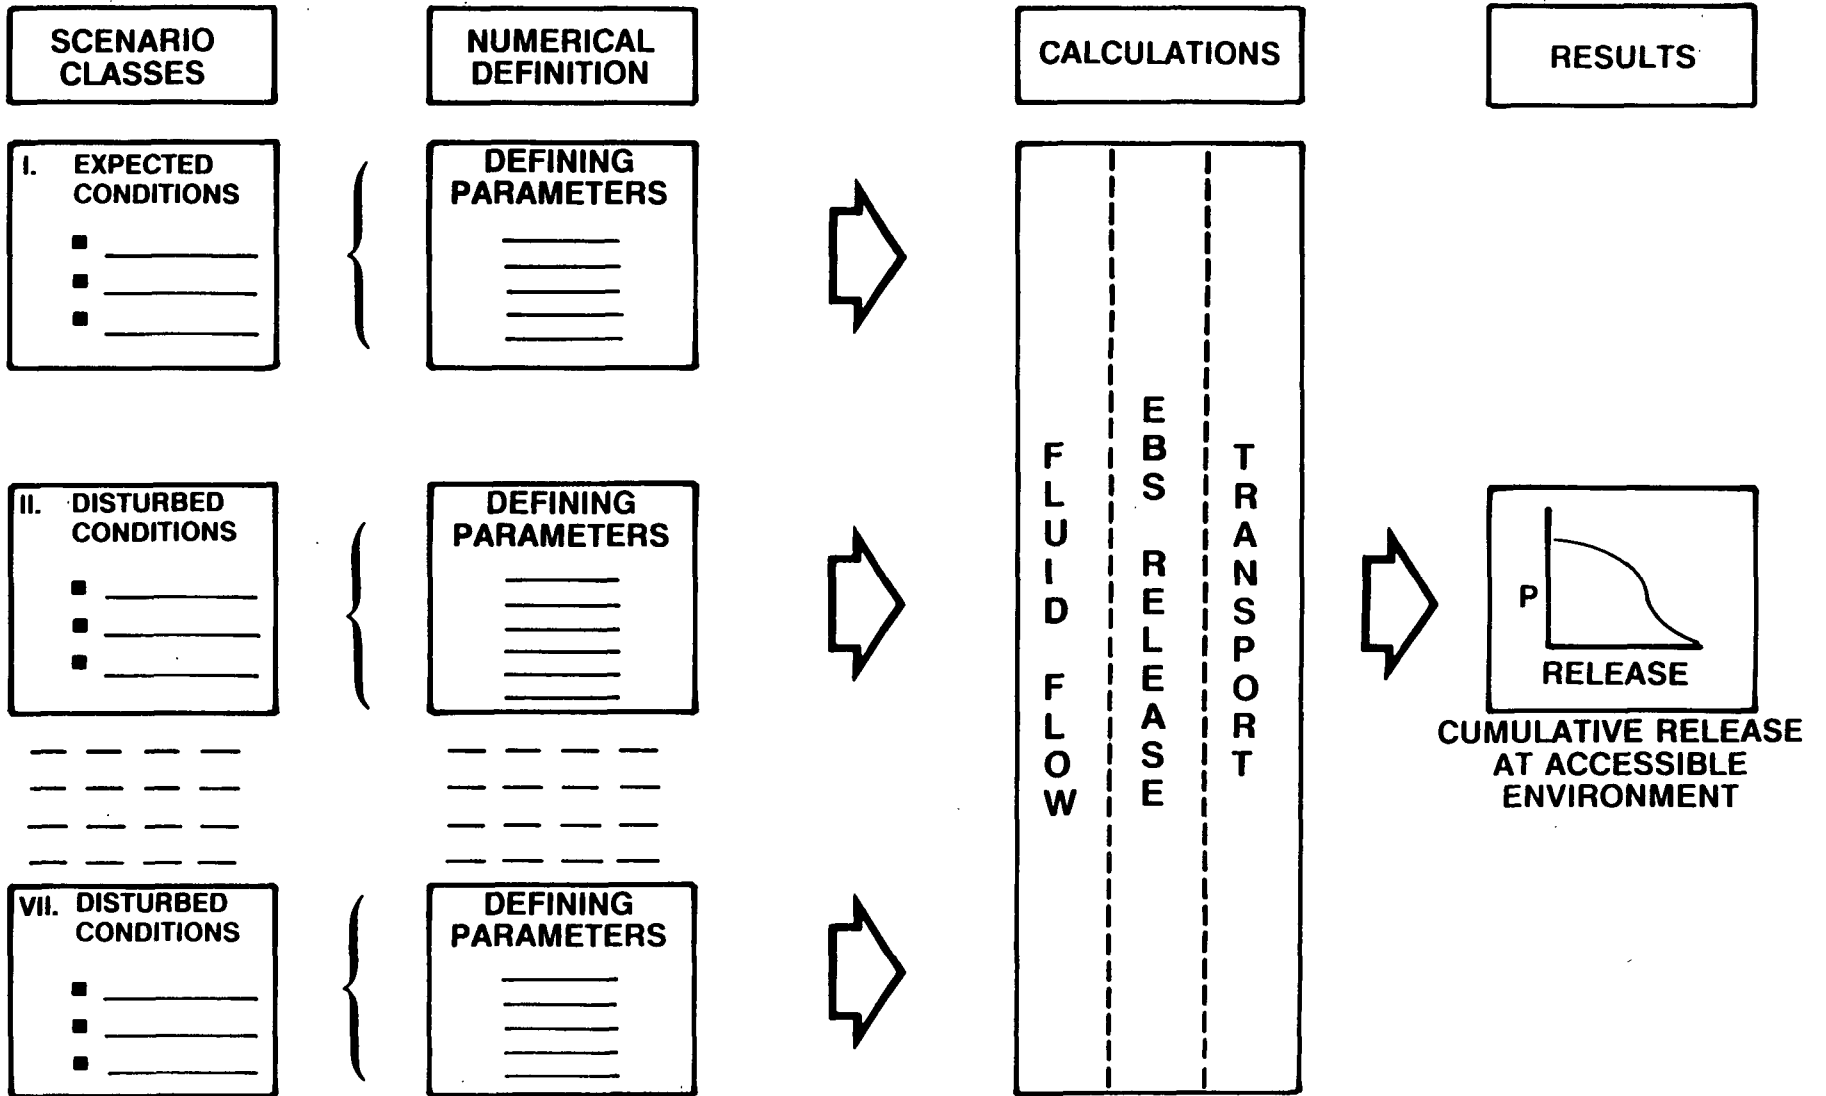 SCENARIO
CLASSES
NUMERICAL
DEFINITION
CALCULATIONS
RESULTS
I. EXPECTED
CONDITIONS
DEFINING
PARAMETERS
II. DISTURBED
CONDITIONS
DEFINING
PARAMETERS
VII. DISTURBED
CONDITIONS
DEFINING
PARAMETERS
FLUID FLOW
EBS RELEASE
TRANSPORT
P
RELEASE
CUMULATIVE RELEASE
AT ACCESSIBLE
ENVIRONMENT